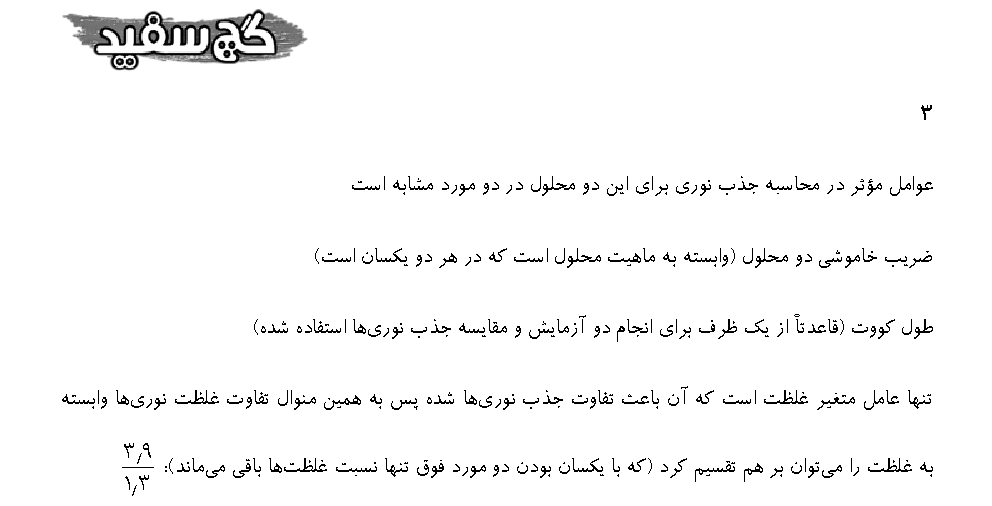 گچ سفید
۳
عوامل مؤثر در محاسبه جذب نوری برای این دو محلول در دو مورد مشابه است
ضریب خاموشی دو محلول (وابسته به ماهیت محلول است که در هر دو یکسان است)
طول کووت (قاعدتاً از یک ظرف برای انجام دو آزمایش و مقایسه جذب نوری‌ها استفاده شده)
تنها عامل متغیر غلظت است که آن باعث تفاوت جذب نوری‌ها شده پس به همین منوال تفاوت غلظت نوری‌ها وابسته
به غلظت را می‌توان بر هم تقسیم کرد (که با یکسان بودن دو مورد فوق تنها نسبت غلظت‌ها باقی می‌ماند): ۳٫۹/۱٫۳